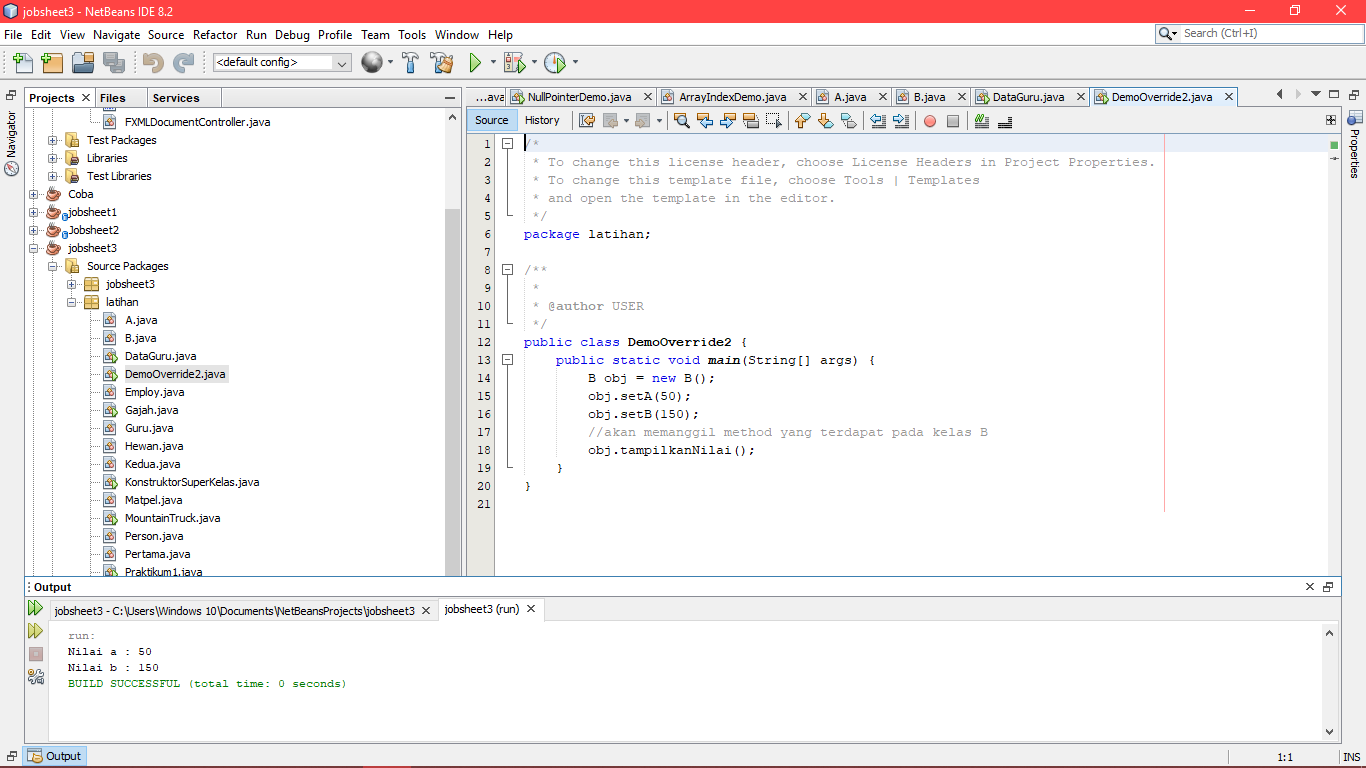 jobsheet3 - NetBeans IDE 8.2
File Edit View Navigate Source Refactor Run Debug Profile Team Tools Window Help
Search (Ctrl+I)
<default config>
Projects Files Services
Navigator
FXMLDocumentController.java
Test Packages
Libraries
Test Libraries
Coba
jobsheet1
Jobsheet2
jobsheet3
Source Packages
jobsheet3
latihan
A.java
B.java
DataGuru.java
DemoOverride2.java
Employ.java
Gajah.java
Guru.java
Hewan.java
Kedua.java
KonstruktorSuperKelas.java
Matpel.java
MountainTruck.java
Person.java
Pertama.java
Praktikum1.java
...ava NullPointerDemo.java ArrayIndexDemo.java A.java B.java DataGuru.java DemoOverride2.java
Source History
Properties
1 /*
2 * To change this license header, choose License Headers in Project Properties.
3 * To change this template file, choose Tools | Templates
4 * and open the template in the editor.
5 */
6 package latihan;
7
8 /**
9 *
10 * @author USER
11 */
12 public class DemoOverride2 {
13 public static void main(String[] args) {
14 B obj = new B();
15 obj.setA(50);
16 obj.setB(150);
17 //akan memanggil method yang terdapat pada kelas B
18 obj.tampilkanNilai();
19 }
20 }
21
Output
jobsheet3 - C:\Users\Windows 10\Documents\NetBeansProjects\jobsheet3 jobsheet3 (run)
run:
Nilai a : 50
Nilai b : 150
BUILD SUCCESSFUL (total time: 0 seconds)
Output
1:1 INS